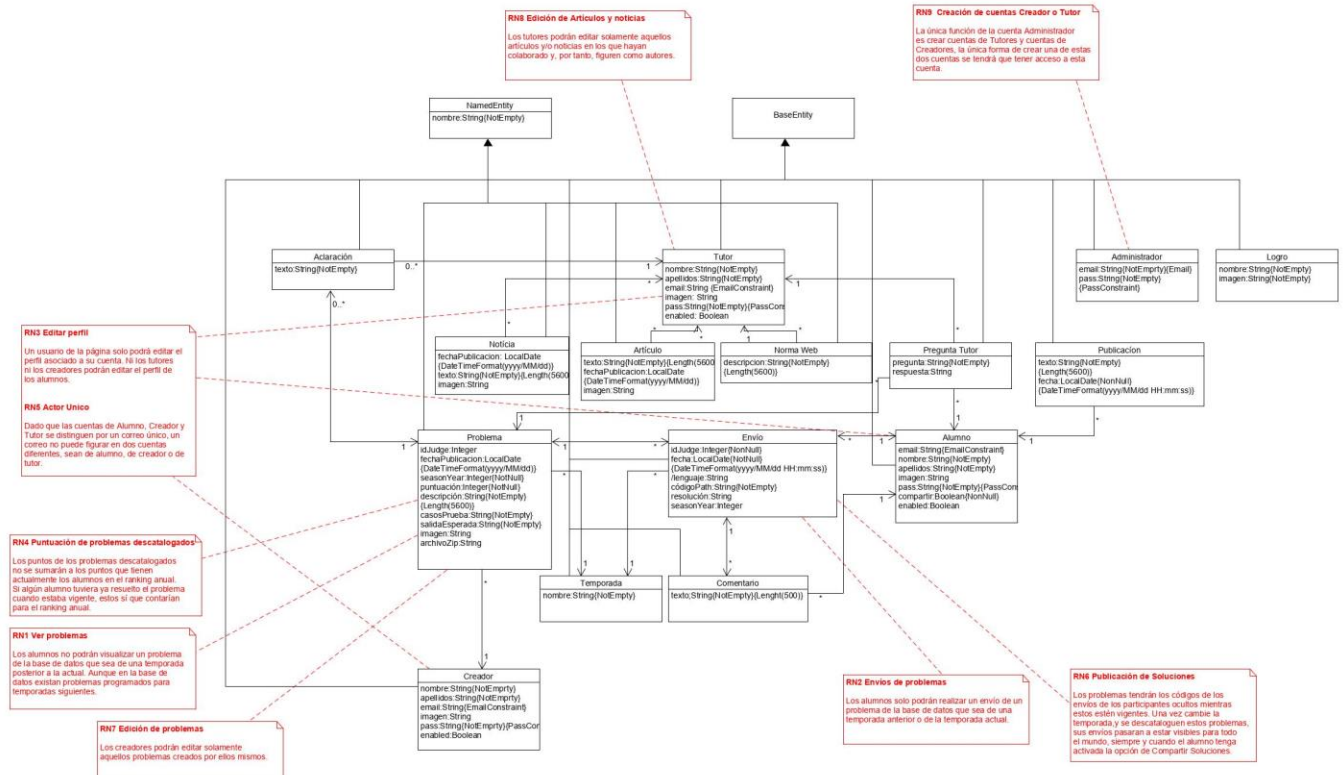 RN8 Edición de Artículos y noticias
Los tutores podrán editar solamente aquellos
artículos y/o noticias en los que hayan
colaborado y, por tanto, figuren como autores.
RN9 Creación de cuentas Creador o Tutor
La única función de la cuenta Administrador
es crear cuentas de Tutores y cuentas de
Creadores, la única forma de crear una de estas
dos cuentas se tendrá que tener acceso a esta
cuenta.
NamedEntity
nombre:String{NotEmpty}
BaseEntity
Aclaración
texto:String{NotEmpty}
0..*
1
0..*
Tutor
nombre:String{NotEmpty}
apellidos:String{NotEmpty}
email:String {EmailConstraint}
imagen: String
pass:String{NotEmpty}{PassCon
enabled: Boolean
*
1
Administrador
email:String{NotEmprty}{Email}
pass:String{NotEmpty}
{PassConstraint}
Logro
nombre:String{NotEmpty}
imagen:String{NotEmpty}
RN3 Editar perfil
Un usuario de la página solo podrá editar el
perfil asociado a su cuenta. Ni los tutores
ni los creadores podrán editar el perfil de
los alumnos.
RN5 Actor Unico
Dado que las cuentas de Alumno, Creador y
Tutor se distinguen por un correo único, un
correo no puede figurar en dos cuentas
diferentes, sean de alumno, de creador o de
tutor.
*
Notícia
fechaPublicacion: LocalDate
{DateTimeFormat(yyyy/MM/dd)}
texto:String{NotEmpty}{Length(5600
imagen:String
*
*
Artículo
texto:String{NotEmpty}{Length(5600
fechaPublicacion:LocalDate
{DateTimeFormat(yyyy/MM/dd)}
imagen:String
*
*
Norma Web
descripcion:String{NotEmpty}
{Length(5600)}
*
Pregunta Tutor
pregunta:String{NotEmpty}
respuesta:String
*
*
1
Publicacíon
texto:String{NotEmpty}
{Length(5600)}
fecha:LocalDate{NonNull}
{DateTimeFormat(yyyy/MM/dd HH:mm:ss)}
*
1
1
1
Problema
idJudge:Integer
fechaPublicacion:LocalDate
{DateTimeFormat(yyyy/MM/dd)}
seasonYear:Integer{NotNull}
puntuación:Integer{NotNull}
descripción:String{NotEmpty}
{Length(5600)}
casosPrueba:String{NotEmpty}
salidaEsperada:String{NotEmpty}
imagen:String
archivoZip:String
1
*
Envío
idJudge:Integer{NonNull}
fecha:LocalDate{NotNull}
{DateTimeFormat(yyyy/MM/dd HH:mm:ss)}
/lenguaje:String
códigoPath:String{NotEmpty}
resolución:String
seasonYear:Integer
*
1
Alumno
email:String{EmailConstraint}
nombre:String{NotEmpty}
apellidos:String{NotEmpty}
imagen:String
pass:String{NotEmpty}{PassCon
compartir:Boolean{NonNull}
enabled:Boolean
*
*
1
1
RN4 Puntuación de problemas descatalogados
Los puntos de los problemas descatalogados
no se sumarán a los puntos que tienen
actualmente los alumnos en el ranking anual.
Si algún alumno tuviera ya resuelto el problema
cuando estaba vigente, estos sí que contarían
para el ranking anual.
1
1
*
*
Temporada
nombre:String{NotEmpty}
Comentario
texto;String{NotEmpty}{Lenght(500)}
*
RN1 Ver problemas
Los alumnos no podrán visualizar un problema
de la base de datos que sea de una temporada
posterior a la actual. Aunque en la base de
datos existan problemas programados para
temporadas siguientes.
1
Creador
nombre:String{NotEmprty}
apellidos:String{NotEmprty}
email:String{EmailConstraint}
imagen:String
pass:String{NotEmprty}{PassCor
enabled:Boolean
RN2 Envíos de problemas
Los alumnos solo podrán realizar un envío de un
problema de la base de datos que sea de una
temporada anterior o de la temporada actual.
RN6 Publicación de Soluciones
Los problemas tendrán los códigos de los
envíos de los participantes ocultos mientras
estos estén vigentes. Una vez cambie la
temporada,y se descataloguen estos problemas,
sus envíos pasaran a estar visibles para todo
el mundo, siempre y cuando el alumno tenga
activada la opción de Compartir Soluciones.
RN7 Edición de problemas
Los creadores podrán editar solamente
aquellos problemas creados por ellos mismos.